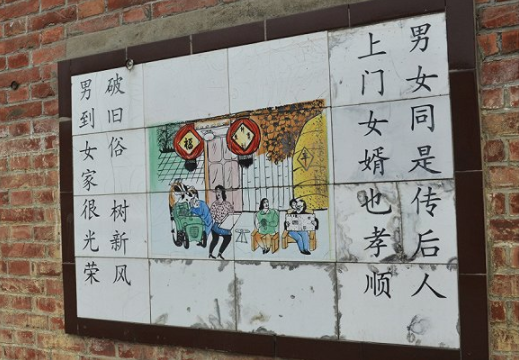 男女同是传后人
上门女婿也孝顺
福
破旧俗 树新风
男到女家很光荣